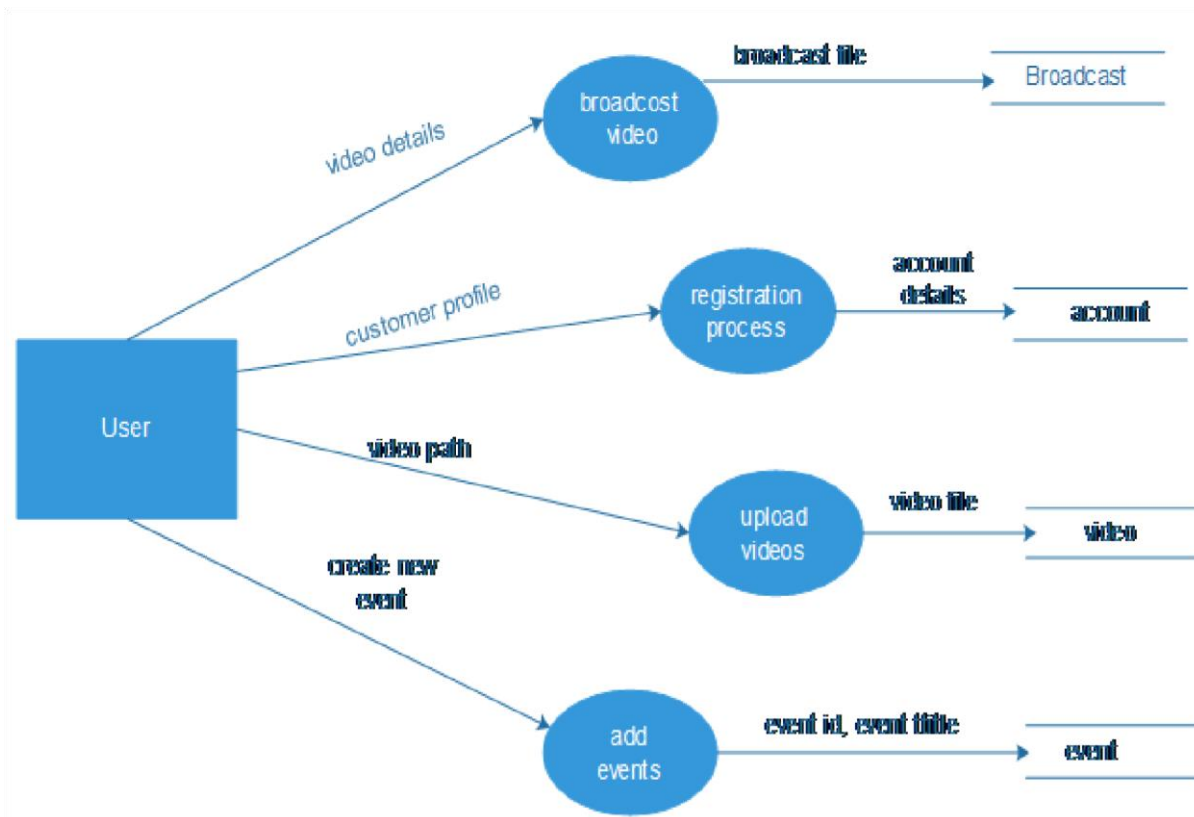 broadcast file
Broadcast
broadcost
video
video details
account
details
registration
process
account
customer profile
User
video path
video file
upload
videos
video
create new
event
event id, event ttitle
add
events
event